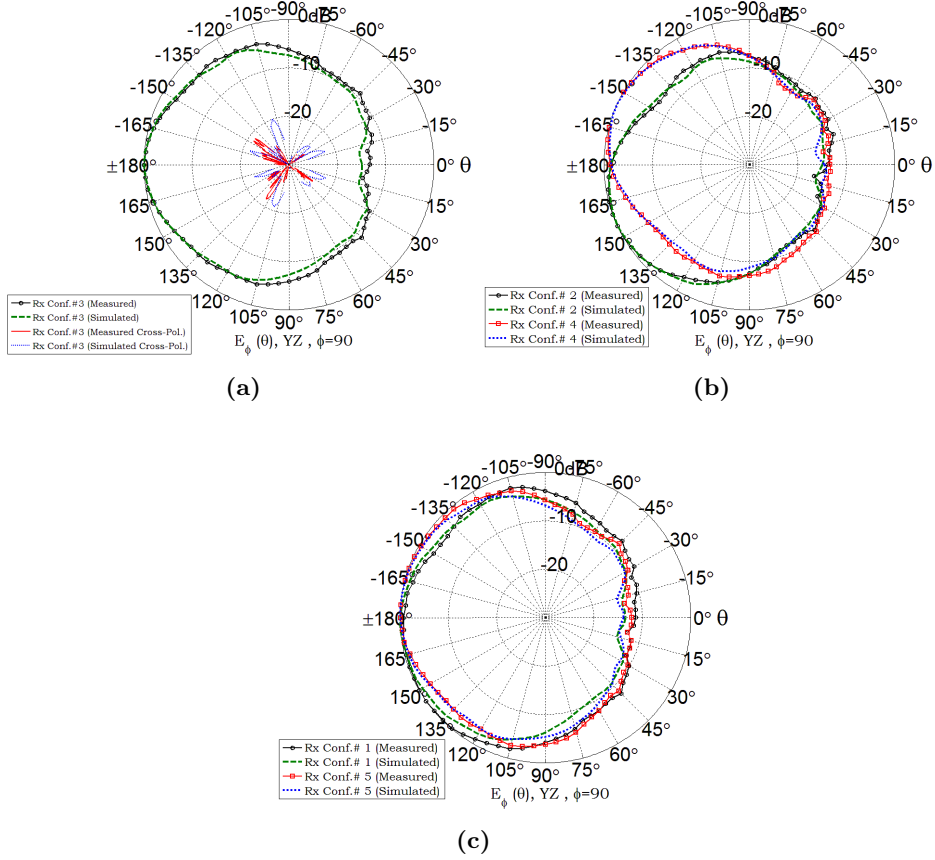 -90°
-105° 0dB 75°
-120° -60°
-135° -45°
-150° -10 -30°
-165° -20 -15°
±180° 0° θ
165° 15°
150° 30°
135° 45°
120° 60°
105° 90° 75°
Rx Conf.#3 (Measured)
Rx Conf.#3 (Simulated)
Rx Conf.#3 (Measured Cross-Pol.)
Rx Conf.#3 (Simulated Cross-Pol.)
E_ϕ (θ), YZ , ϕ=90
(a)
-90°
-105° 0dB 75°
-120° -60°
-135° -45°
-150° -10 -30°
-165° -20 -15°
±180° 0° θ
165° 15°
150° 30°
135° 45°
120° 60°
105° 90° 75°
Rx Conf.# 2 (Measured)
Rx Conf.# 2 (Simulated)
Rx Conf.# 4 (Measured)
Rx Conf.# 4 (Simulated)
E_ϕ (θ), YZ , ϕ=90
(b)
-90°
-105° 0dB 75°
-120° -60°
-135° -45°
-150° -10 -30°
-165° -20 -15°
±180° 0° θ
165° 15°
150° 30°
135° 45°
120° 60°
105° 90° 75°
Rx Conf.# 1 (Measured)
Rx Conf.# 1 (Simulated)
Rx Conf.# 5 (Measured)
Rx Conf.# 5 (Simulated)
E_ϕ (θ), YZ , ϕ=90
(c)